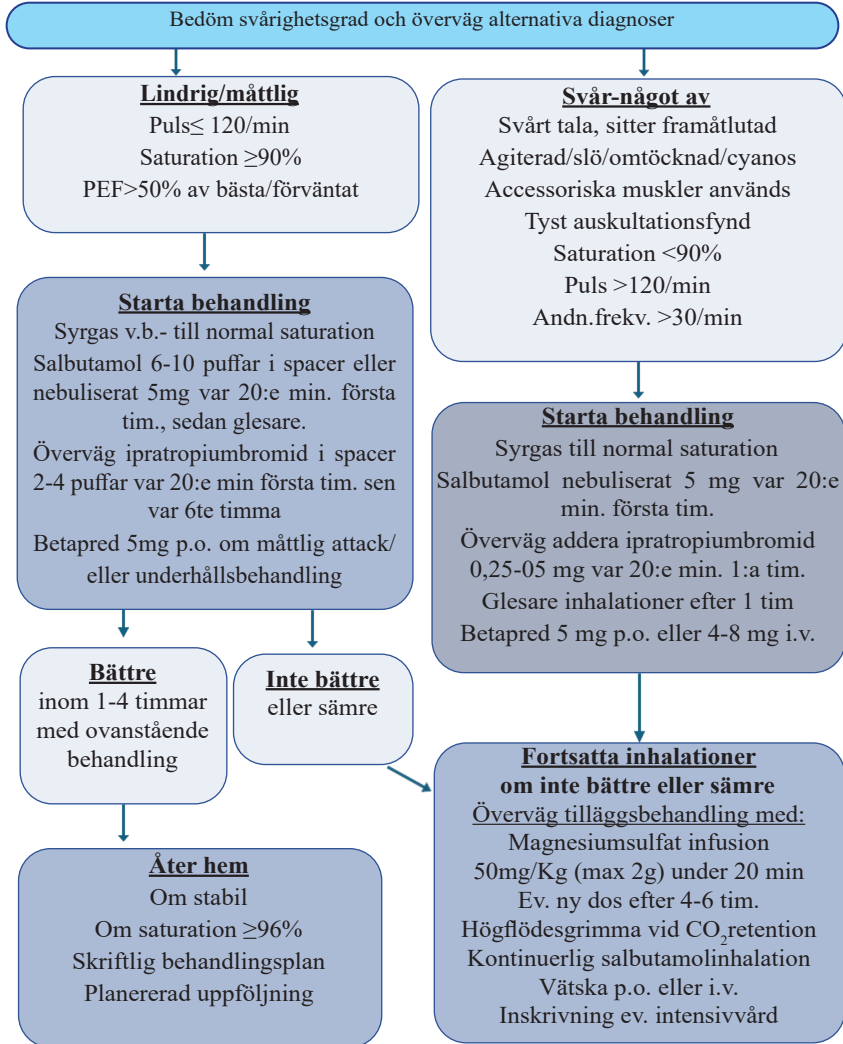 Bedöm svårighetsgrad och överväg alternativa diagnoser
Lindrig/måttlig
Puls≤ 120/min
Saturation ≥90%
PEF>50% av bästa/förväntat
Svår-något av
Svårt tala, sitter framåtlutad
Agiterad/slö/omtöcknad/cyanos
Accessoriska muskler används
Tyst auskultationsfynd
Saturation <90%
Puls >120/min
Andn.frekv. >30/min
Starta behandling
Syrgas v.b.- till normal saturation
Salbutamol 6-10 puffar i spacer eller
nebuliserat 5mg var 20:e min. första
tim., sedan glesare.
Överväg ipratropiumbromid i spacer
2-4 puffar var 20:e min första tim. sen
var 6te timma
Betapred 5mg p.o. om måttlig attack/
eller underhållsbehandling
Starta behandling
Syrgas till normal saturation
Salbutamol nebuliserat 5 mg var 20:e
min. första tim.
Överväg addera ipratropiumbromid
0,25-05 mg var 20:e min. 1:a tim.
Glesare inhalationer efter 1 tim
Betapred 5 mg p.o. eller 4-8 mg i.v.
Bättre
inom 1-4 timmar
med ovanstående
behandling
Inte bättre
eller sämre
Åter hem
Om stabil
Om saturation ≥96%
Skriftlig behandlingsplan
Planererad uppföljning
Fortsatta inhalationer
om inte bättre eller sämre
Överväg tilläggsbehandling med:
Magnesiumsulfat infusion
50mg/Kg (max 2g) under 20 min
Ev. ny dos efter 4-6 tim.
Högflödesgrimma vid CO₂retention
Kontinuerlig salbutamolinhalation
Vätska p.o. eller i.v.
Inskrivning ev. intensivvård